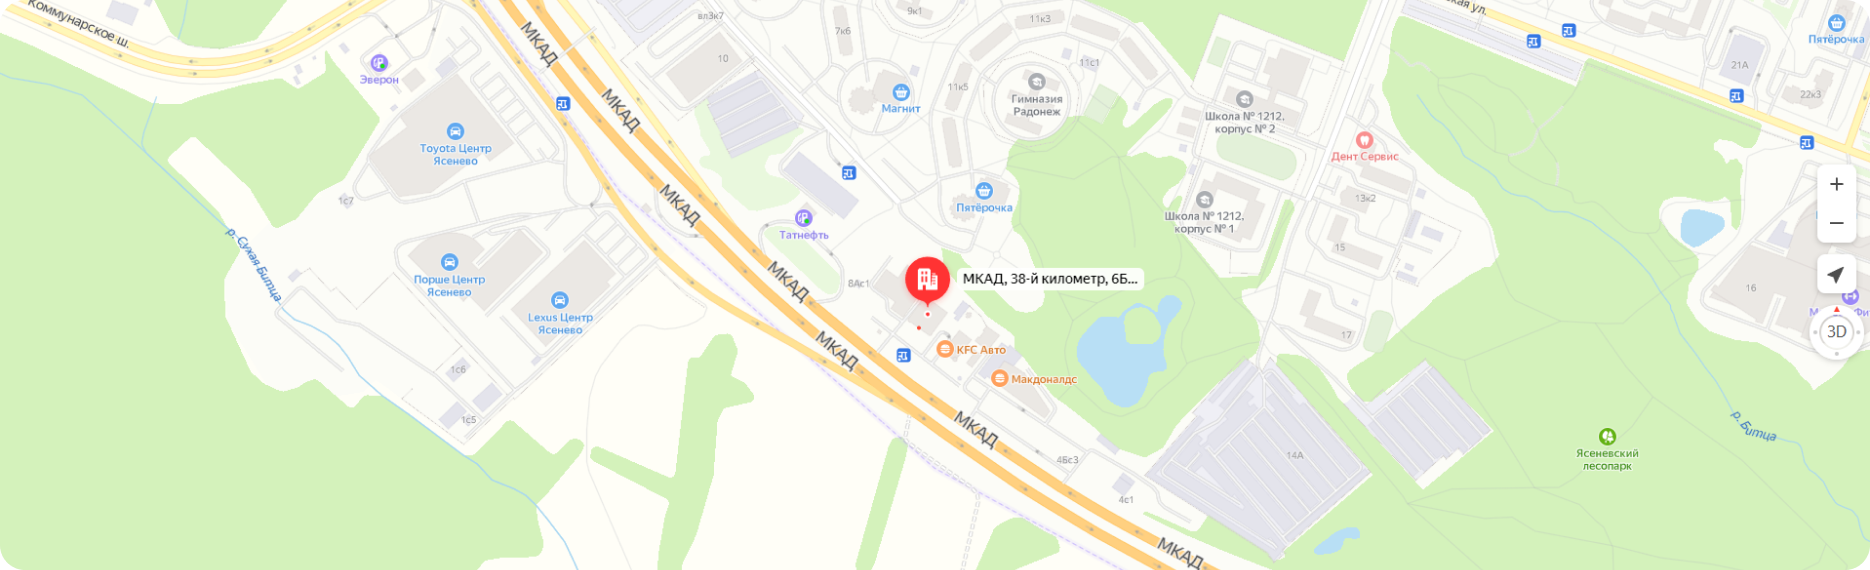 Коммунарское ш.
вл3к7
9к1
11к3
7к6
ская ул.
Пятёрочка
МКАД
Эверон
10
11к5
11с1
21А
22к3
Магнит
Гимназия
Радонеж
Школа № 1212,
корпус № 2
МКАД
Toyota Центр
Ясенево
Дент Сервис
1с7
МКАД
Пятёрочка
13к2
Школа № 1212,
корпус № 1
Татнефть
р. Сухая Битца
15
Порше Центр
Ясенево
МКАД
8Ас1
МКАД, 38-й километр, 6Б...
16
Lexus Центр
Ясенево
3D
17
МКАД
KFC Авто
1с6
Макдоналдс
1с5
МКАД
р. Битца
4Бс3
14А
Ясеневский
лесопарк
4с1
МКАД